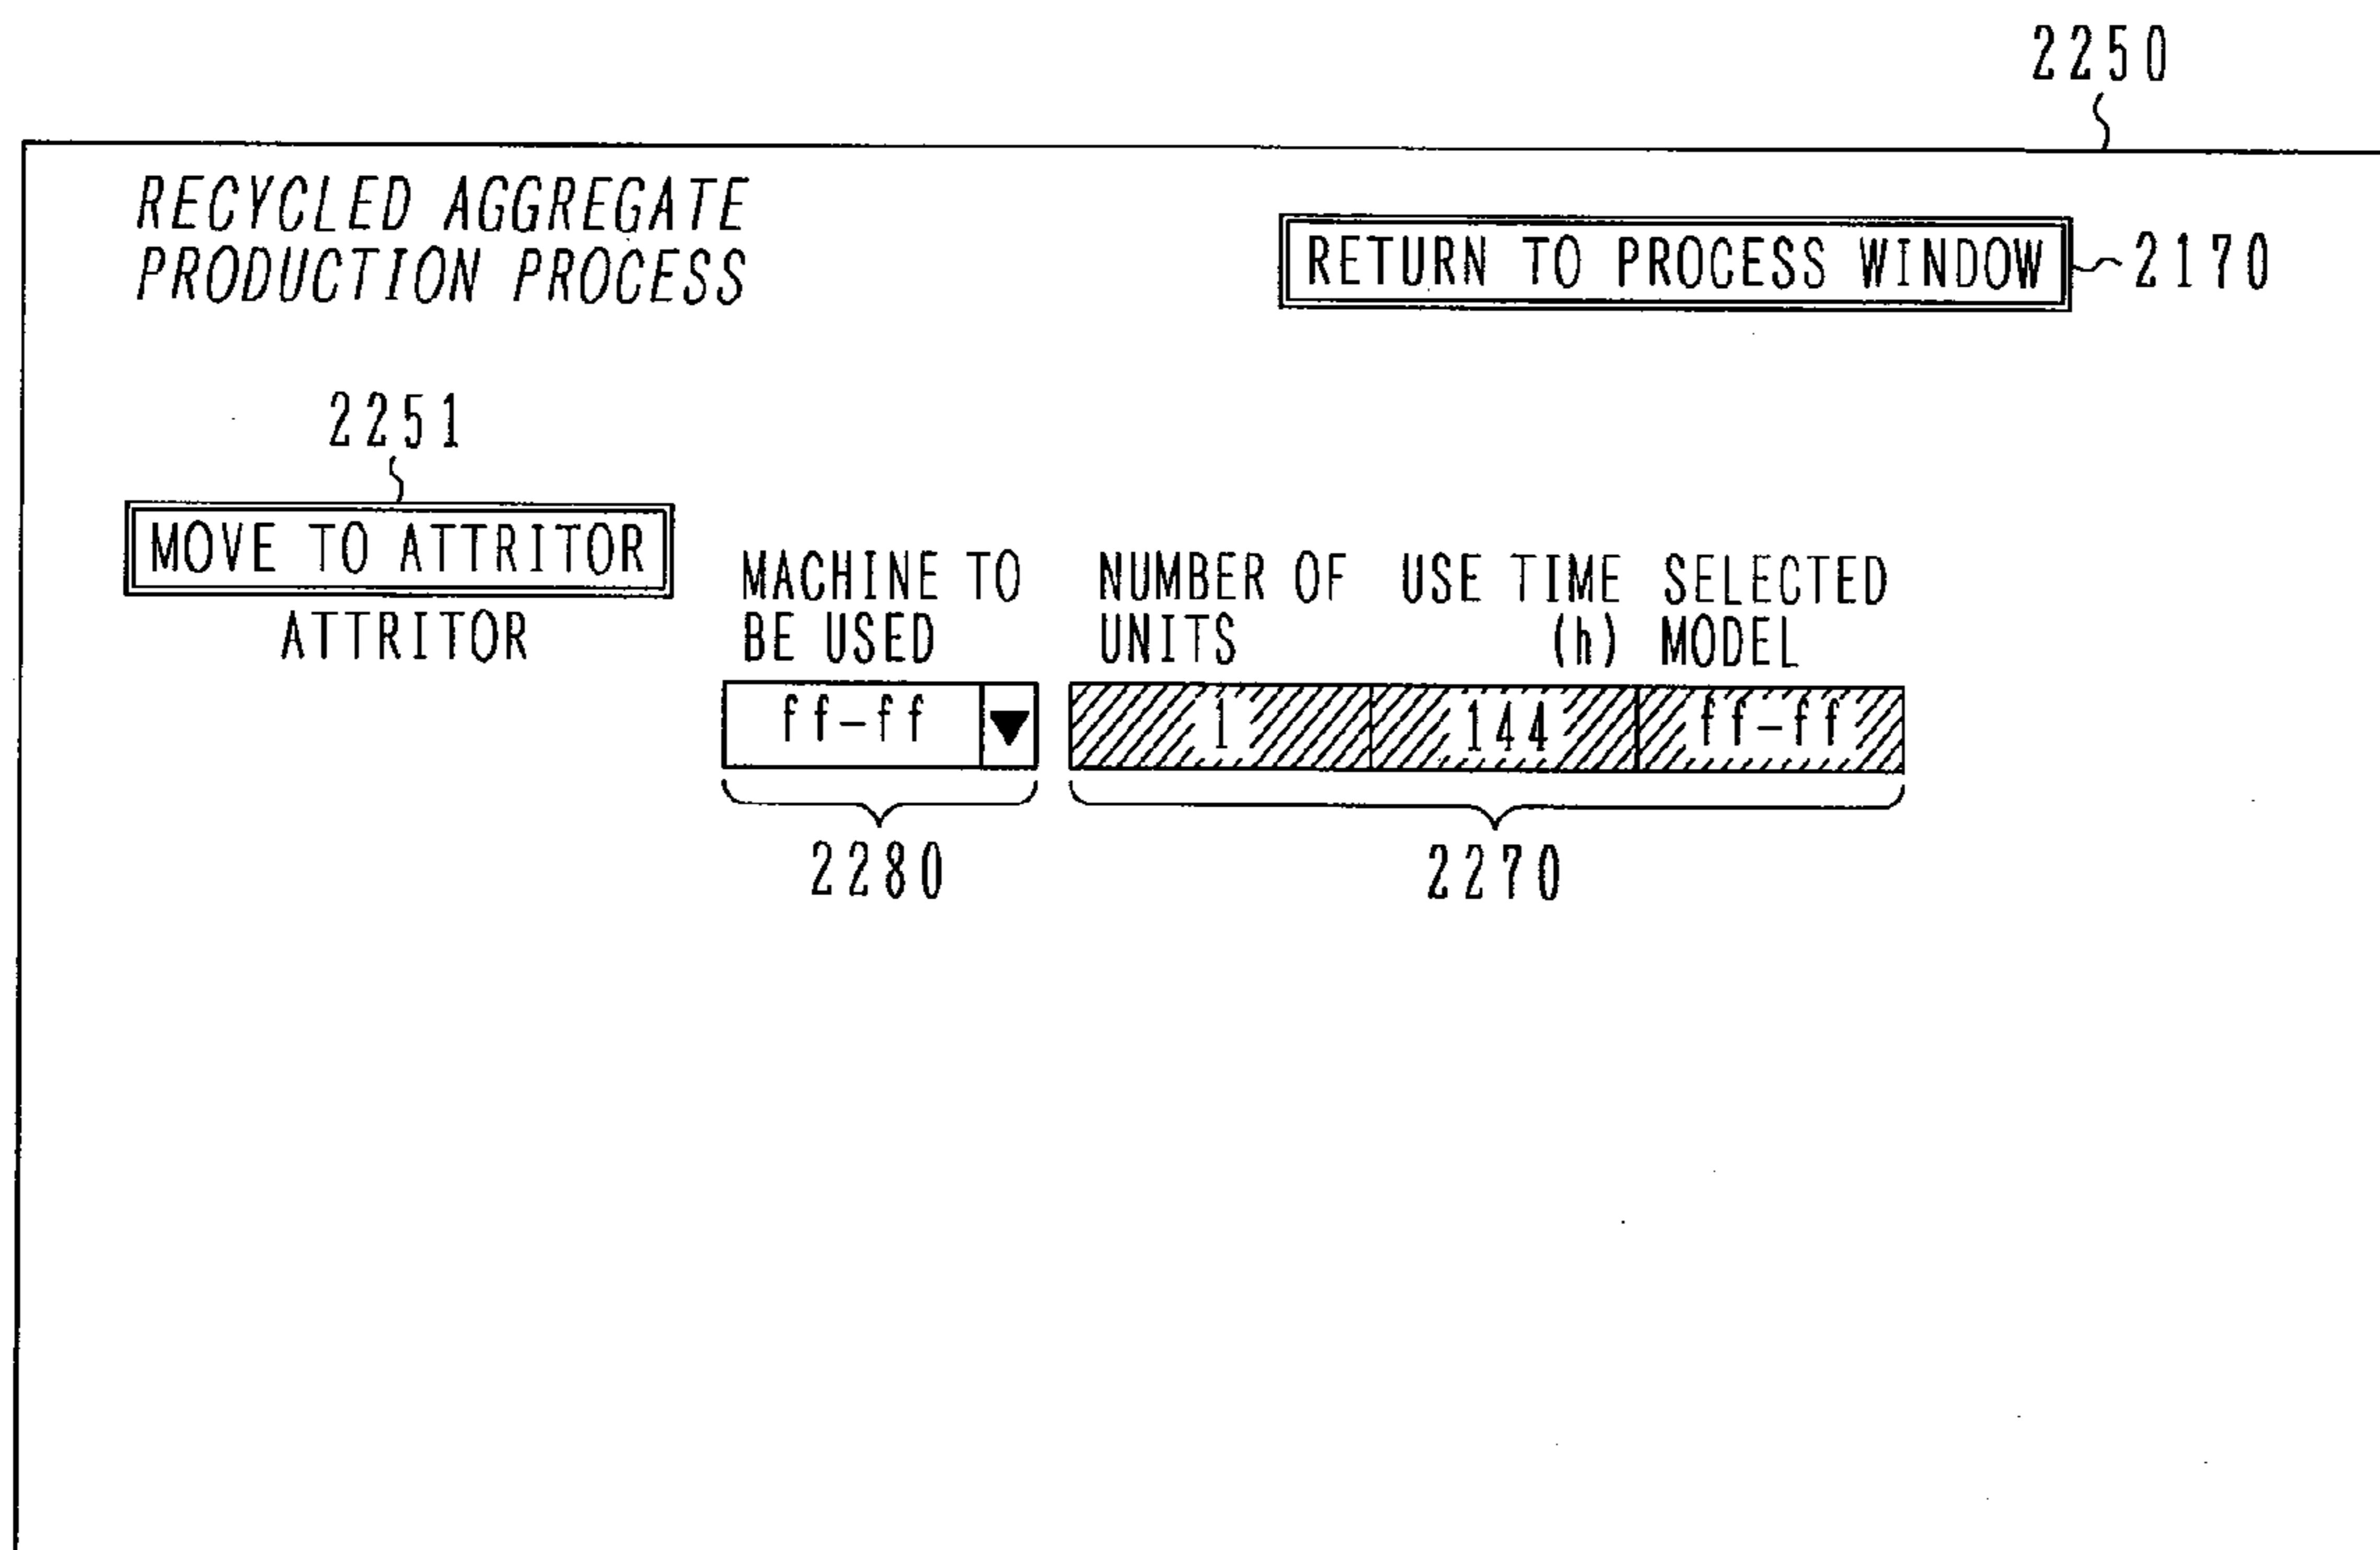 2250
RECYCLED AGGREGATE
PRODUCTION PROCESS
RETURN TO PROCESS WINDOW
2170
2251
MOVE TO ATTRITOR
ATTRITOR
MACHINE TO
BE USED
NUMBER OF
UNITS
USE TIME
(h)
SELECTED
MODEL
ff-ff
1
144
ff-ff
2280
2270